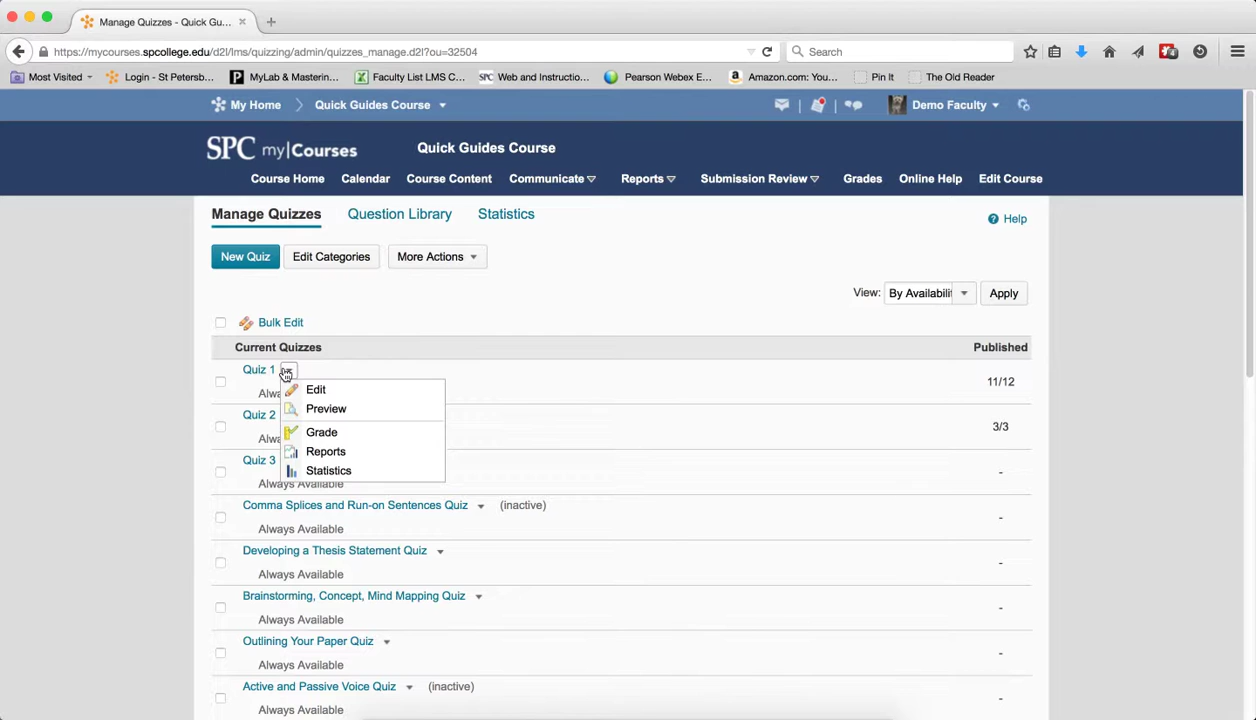 Manage Quizzes - Quick Gu...
https://mycourses.spcollege.edu/d2l/lms/quizzing/admin/quizzes_manage.d2l?ou=32504
Search
Most Visited
Login - St Petersb...
MyLab & Mastering...
Faculty List LMS C...
SPC Web and Instructio...
Pearson Webex E...
Amazon.com: You...
Pin It
The Old Reader
My Home
Quick Guides Course
Demo Faculty
SPC my|Courses
Quick Guides Course
Course Home
Calendar
Course Content
Communicate
Reports
Submission Review
Grades
Online Help
Edit Course
Manage Quizzes
Question Library
Statistics
Help
New Quiz
Edit Categories
More Actions
View: By Availabilit
Apply
Bulk Edit
Current Quizzes
Published
Quiz 1
11/12
Alwa
Edit
Preview
Quiz 2
3/3
Alwa
Grade
Reports
Quiz 3
-
Statistics
Always Available
Comma Splices and Run-on Sentences Quiz (inactive)
-
Always Available
Developing a Thesis Statement Quiz
-
Always Available
Brainstorming, Concept, Mind Mapping Quiz
-
Always Available
Outlining Your Paper Quiz
-
Always Available
Active and Passive Voice Quiz (inactive)
-
Always Available